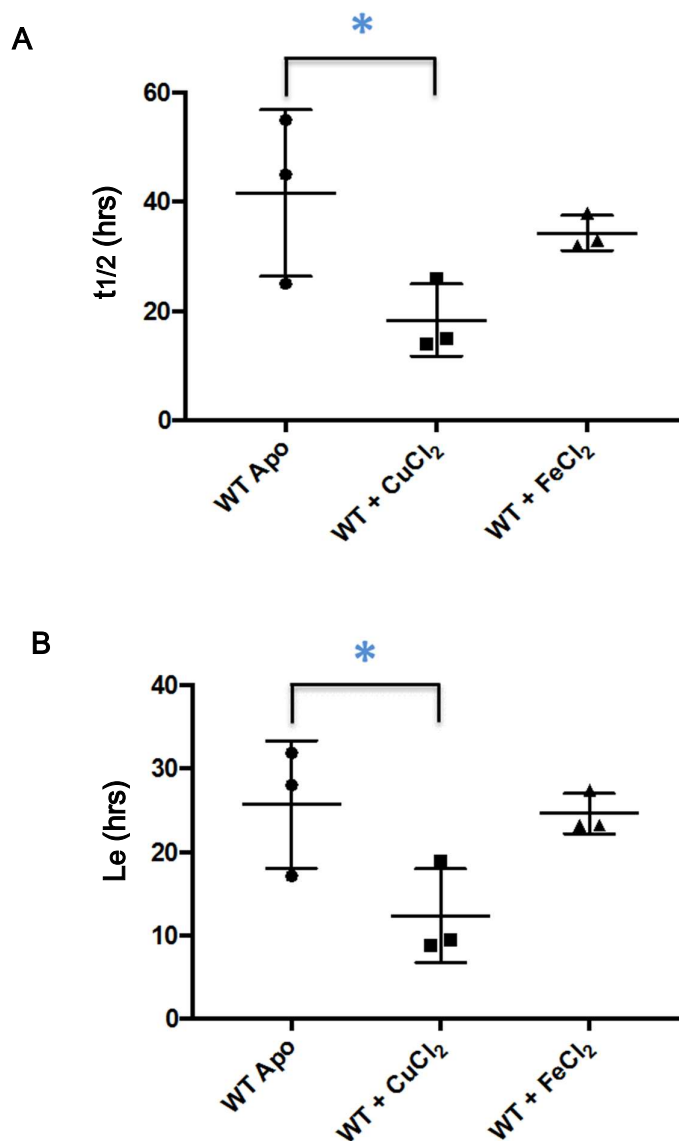 A
*
60
40
20
0
t1/2 (hrs)
WT Apo
WT + CuCl₂
WT + FeCl₂
B
*
40
30
20
10
0
Le (hrs)
WT Apo
WT + CuCl₂
WT + FeCl₂